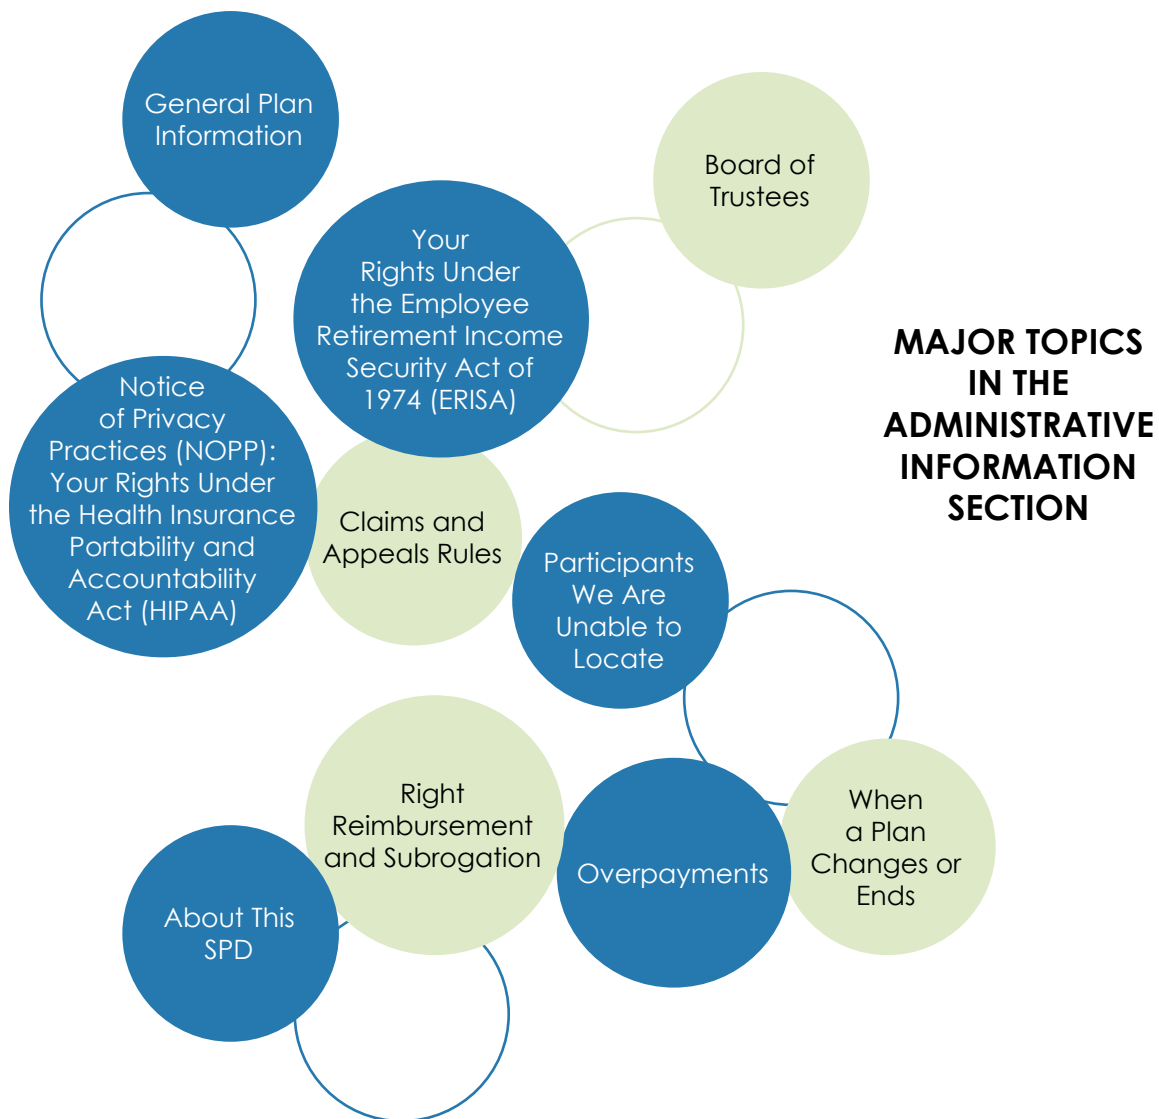 General Plan
Information
Board of
Trustees
Your
Rights Under
the Employee
Retirement Income
Security Act of
1974 (ERISA)
MAJOR TOPICS
IN THE
ADMINISTRATIVE
INFORMATION
SECTION
Notice
of Privacy
Practices (NOPP):
Your Rights Under
the Health Insurance
Portability and
Accountability
Act (HIPAA)
Claims and
Appeals Rules
Participants
We Are
Unable to
Locate
Right
Reimbursement
and Subrogation
Overpayments
When
a Plan
Changes or
Ends
About This
SPD